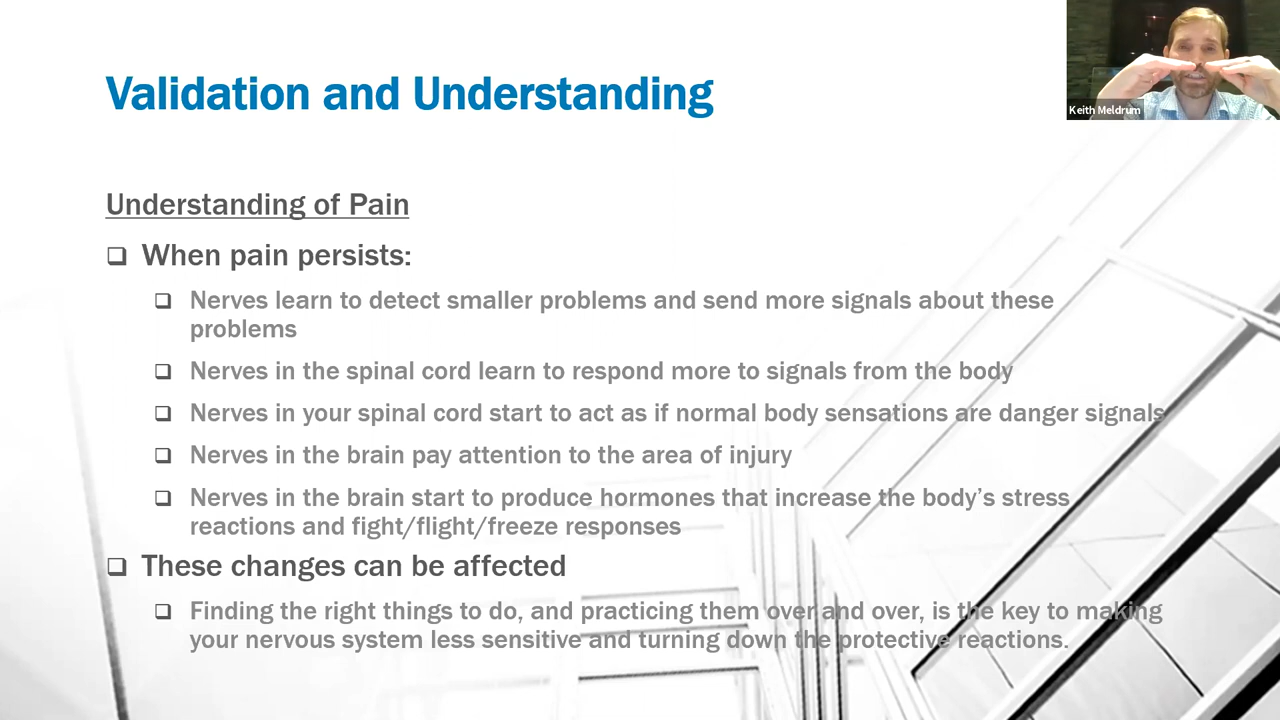 Validation and Understanding
Keith Meldrum
Understanding of Pain
When pain persists:
Nerves learn to detect smaller problems and send more signals about these
problems
Nerves in the spinal cord learn to respond more to signals from the body
Nerves in your spinal cord start to act as if normal body sensations are danger signals
Nerves in the brain pay attention to the area of injury
Nerves in the brain start to produce hormones that increase the body’s stress
reactions and fight/flight/freeze responses
These changes can be affected
Finding the right things to do, and practicing them over and over, is the key to making
your nervous system less sensitive and turning down the protective reactions.